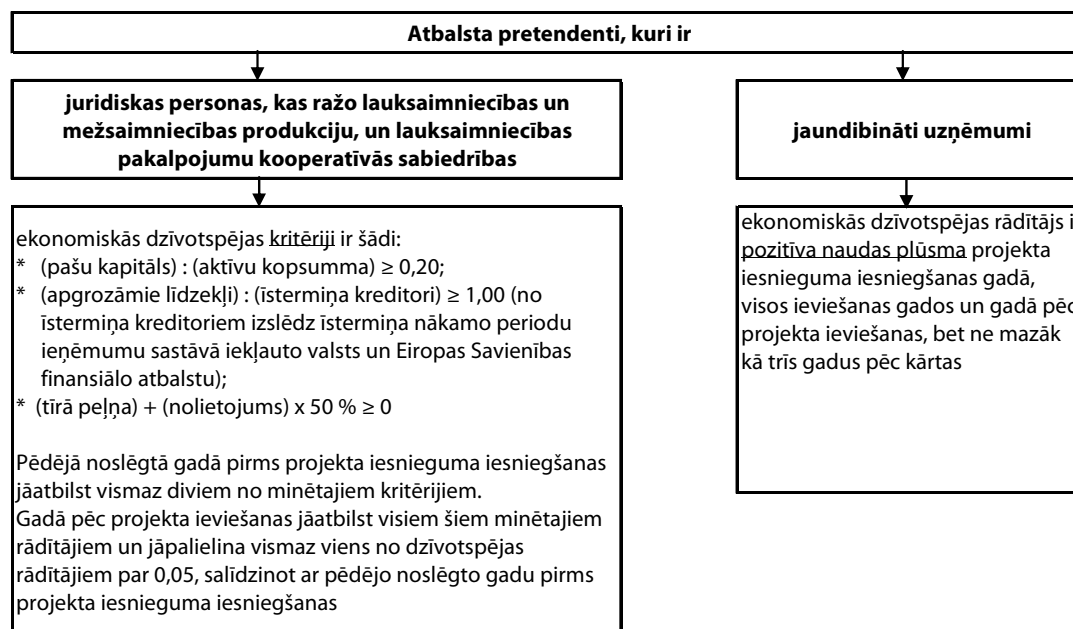 Atbalsta pretendenti, kuri ir
juridiskas personas, kas ražo lauksaimniecības un
mežsaimniecības produkciju, un lauksaimniecības
pakalpojumu kooperatīvās sabiedrības
jaundibināti uzņēmumi
ekonomiskās dzīvotspējas kritēriji ir šādi:
* (pašu kapitāls) : (aktīvu kopsumma) ≥ 0,20;
* (apgrozāmie līdzekļi) : (īstermiņa kreditori) ≥ 1,00 (no
īstermiņa kreditoriem izslēdz īstermiņa nākamo periodu
ieņēmumu sastāvā iekļauto valsts un Eiropas Savienības
finansiālo atbalstu);
* (tīrā peļņa) + (nolietojums) x 50 % ≥ 0
Pēdējā noslēgtā gadā pirms projekta iesnieguma iesniegšanas
jāatbilst vismaz diviem no minētajiem kritērijiem.
Gadā pēc projekta ieviešanas jāatbilst visiem šiem minētajiem
rādītājiem un jāpalielina vismaz viens no dzīvotspējas
rādītājiem par 0,05, salīdzinot ar pēdējo noslēgto gadu pirms
projekta iesnieguma iesniegšanas
ekonomiskās dzīvotspējas rādītājs i
pozitīva naudas plūsma projekta
iesnieguma iesniegšanas gadā,
visos ieviešanas gados un gadā pēc
projekta ieviešanas, bet ne mazāk
kā trīs gadus pēc kārtas